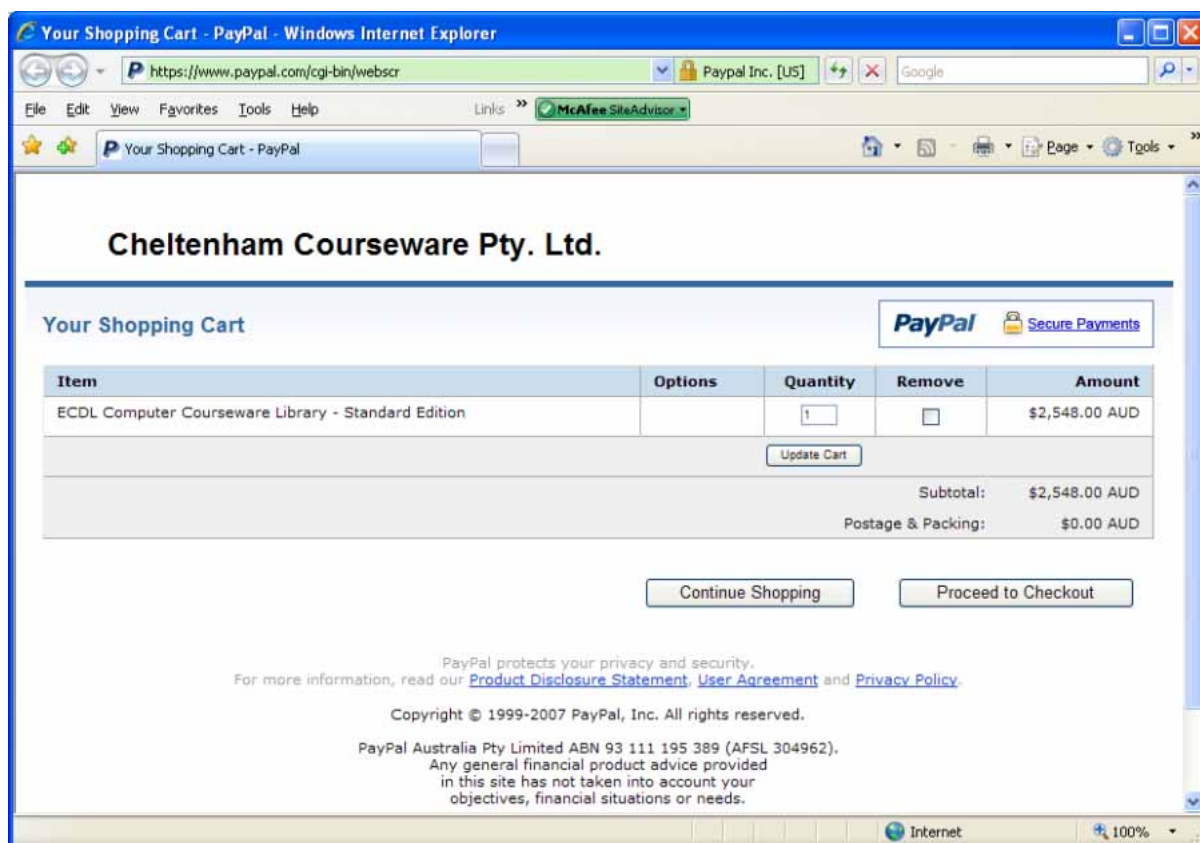 Your Shopping Cart - PayPal - Windows Internet Explorer
https://www.paypal.com/cgi-bin/webscr Paypal Inc. [US] Google
File Edit View Favorites Tools Help Links » McAfee SiteAdvisor
Your Shopping Cart - PayPal Page Tools »
Cheltenham Courseware Pty. Ltd.
Your Shopping Cart PayPal Secure Payments
Item Options Quantity Remove Amount
ECDL Computer Courseware Library - Standard Edition 1 $2,548.00 AUD
Update Cart
Subtotal: $2,548.00 AUD
Postage & Packing: $0.00 AUD
Continue Shopping Proceed to Checkout
PayPal protects your privacy and security.
For more information, read our Product Disclosure Statement, User Agreement and Privacy Policy.
Copyright © 1999-2007 PayPal, Inc. All rights reserved.
PayPal Australia Pty Limited ABN 93 111 195 389 (AFSL 304962).
Any general financial product advice provided
in this site has not taken into account your
objectives, financial situations or needs.
Internet 100%